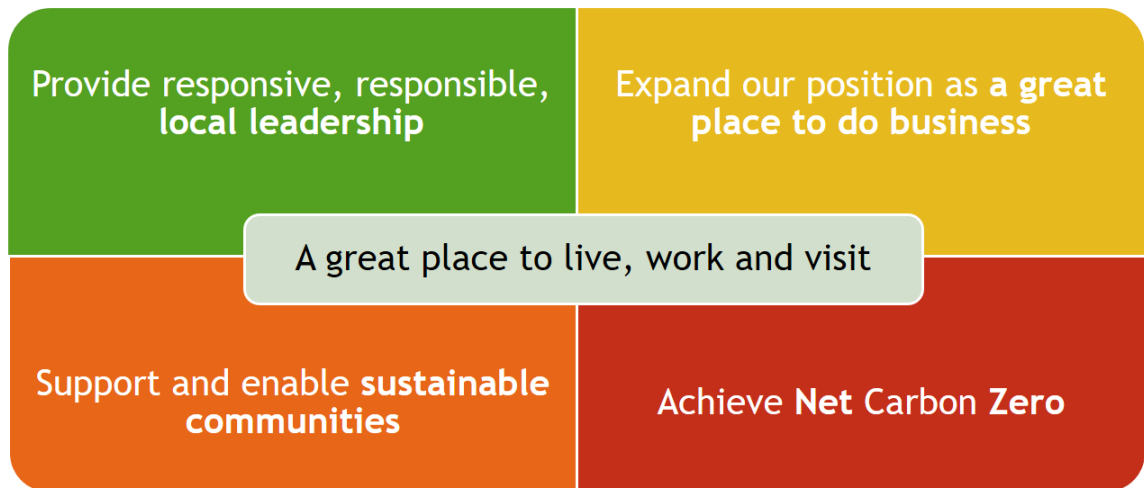 Provide responsive, responsible,
local leadership
Expand our position as a great
place to do business
A great place to live, work and visit
Support and enable sustainable
communities
Achieve Net Carbon Zero